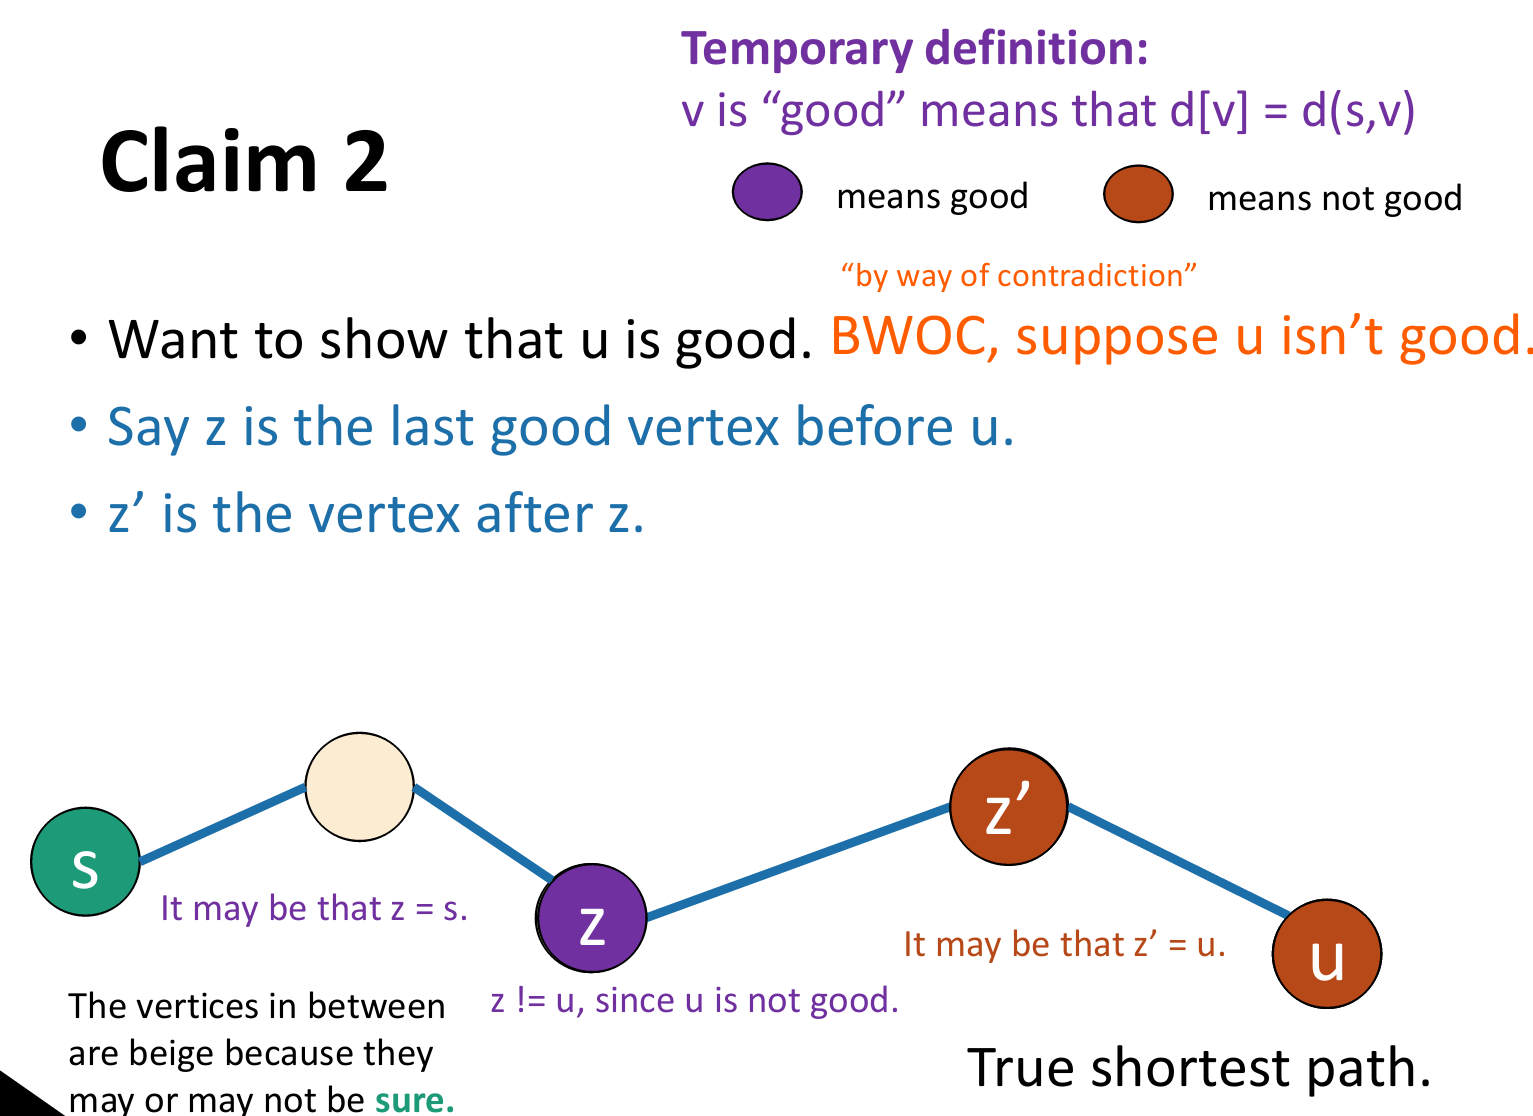 Temporary definition:
v is “good” means that d[v] = d(s,v)
Claim 2
means good
means not good
“by way of contradiction”
• Want to show that u is good. BWOC, suppose u isn’t good.
• Say z is the last good vertex before u.
• z’ is the vertex after z.
s
z
z’
u
It may be that z = s.
It may be that z’ = u.
z != u, since u is not good.
The vertices in between
are beige because they
may or may not be sure.
True shortest path.